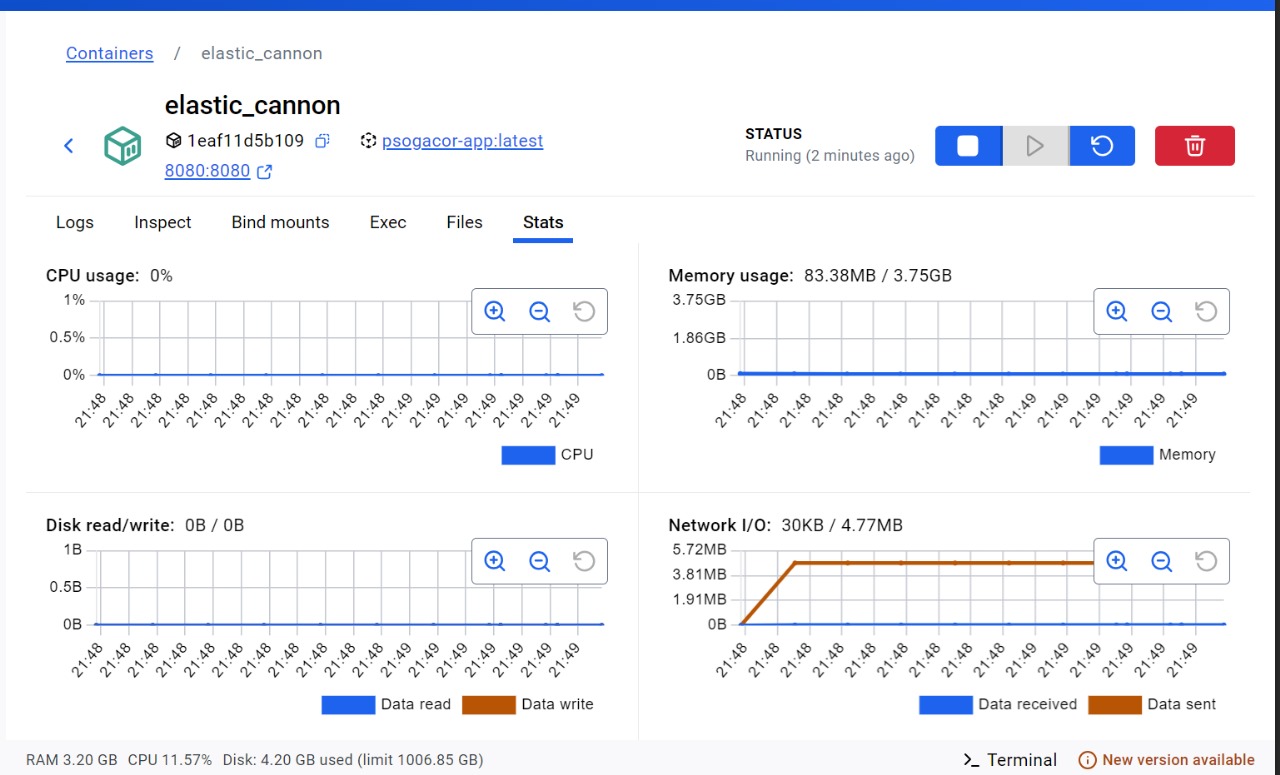 Containers / elastic_cannon
elastic_cannon
1eaf11d5b109 psogacor-app:latest
8080:8080
STATUS
Running (2 minutes ago)
Logs Inspect Bind mounts Exec Files Stats
CPU usage: 0%
1%
0.5%
0%
21:48 21:48 21:48 21:48 21:48 21:48 21:48 21:48 21:48 21:48 21:48 21:49 21:49 21:49 21:49 21:49 21:49 21:49
CPU
Memory usage: 83.38MB / 3.75GB
3.75GB
1.86GB
0B
21:48 21:48 21:48 21:48 21:48 21:48 21:48 21:48 21:49 21:49 21:49 21:49 21:49 21:49 21:49
Memory
Disk read/write: 0B / 0B
1B
0.5B
0B
21:48 21:48 21:48 21:48 21:48 21:48 21:48 21:48 21:48 21:48 21:48 21:49 21:49 21:49 21:49 21:49 21:49 21:49
Data read Data write
Network I/O: 30KB / 4.77MB
5.72MB
3.81MB
1.91MB
0B
21:48 21:48 21:48 21:48 21:48 21:48 21:48 21:48 21:49 21:49 21:49 21:49 21:49 21:49 21:49
Data received Data sent
RAM 3.20 GB CPU 11.57% Disk: 4.20 GB used (limit 1006.85 GB)
Terminal
New version available